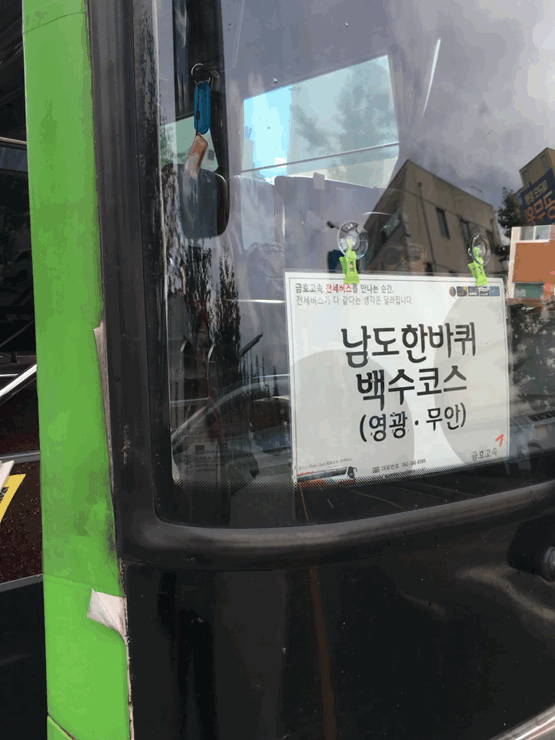 금호고속 전세버스를 만나는 순간,
전세버스가 다 같다는 생각은 달라집니다.
남도한바퀴
백수코스
(영광·무안)
금호고속